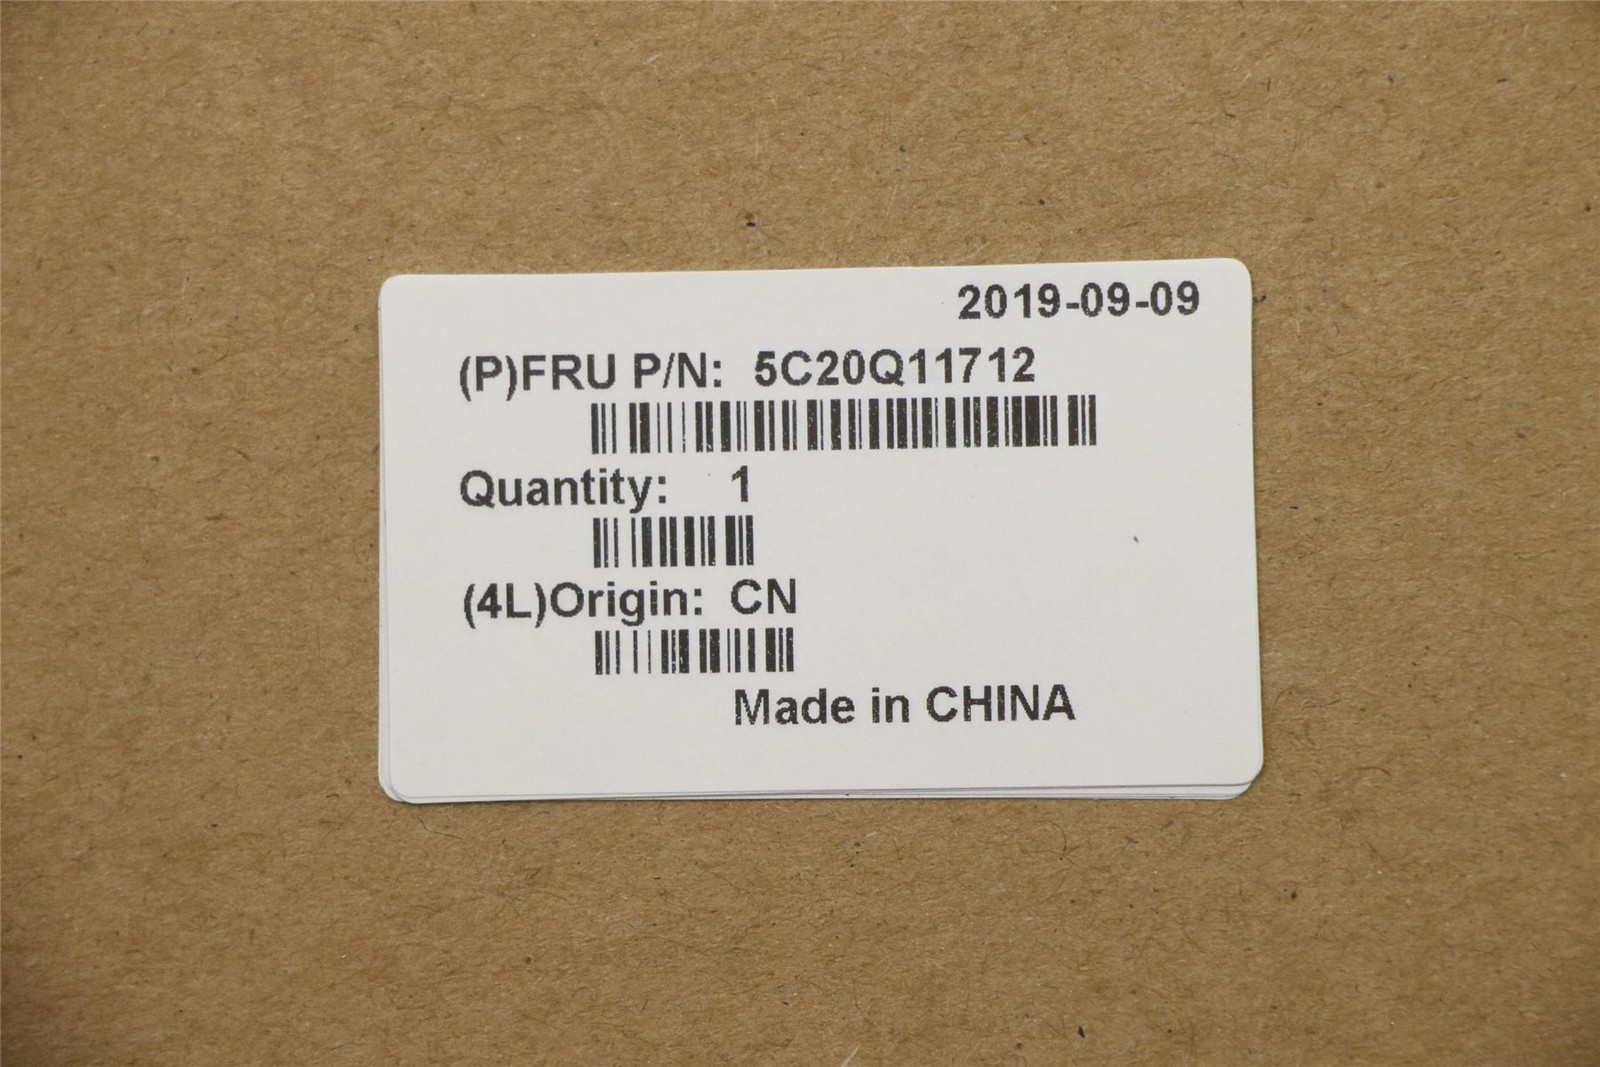 2019-09-09
(P)FRU P/N: 5C20Q11712
Quantity: 1
(4L)Origin: CN
Made in CHINA